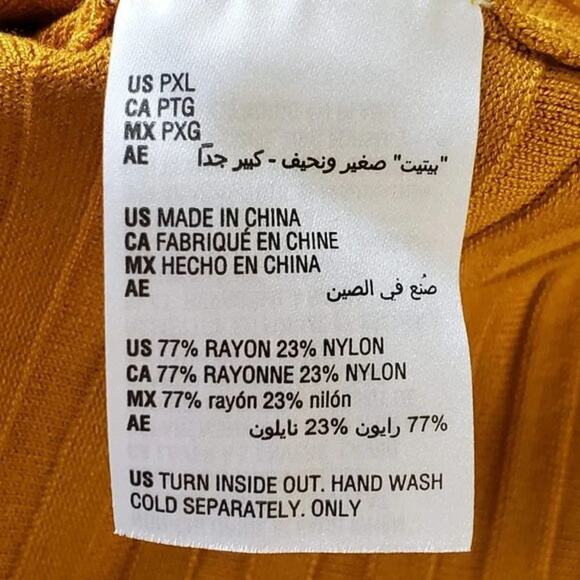 US PXL
CA PTG
MX PXG
AE "بيتيت" صغير ونحيف - كبير جداً
US MADE IN CHINA
CA FABRIQUÉ EN CHINE
MX HECHO EN CHINA
AE صُنع في الصين
US 77% RAYON 23% NYLON
CA 77% RAYONNE 23% NYLON
MX 77% rayón 23% nilón
AE 77% رايون 23% نايلون
US TURN INSIDE OUT. HAND WASH
COLD SEPARATELY. ONLY